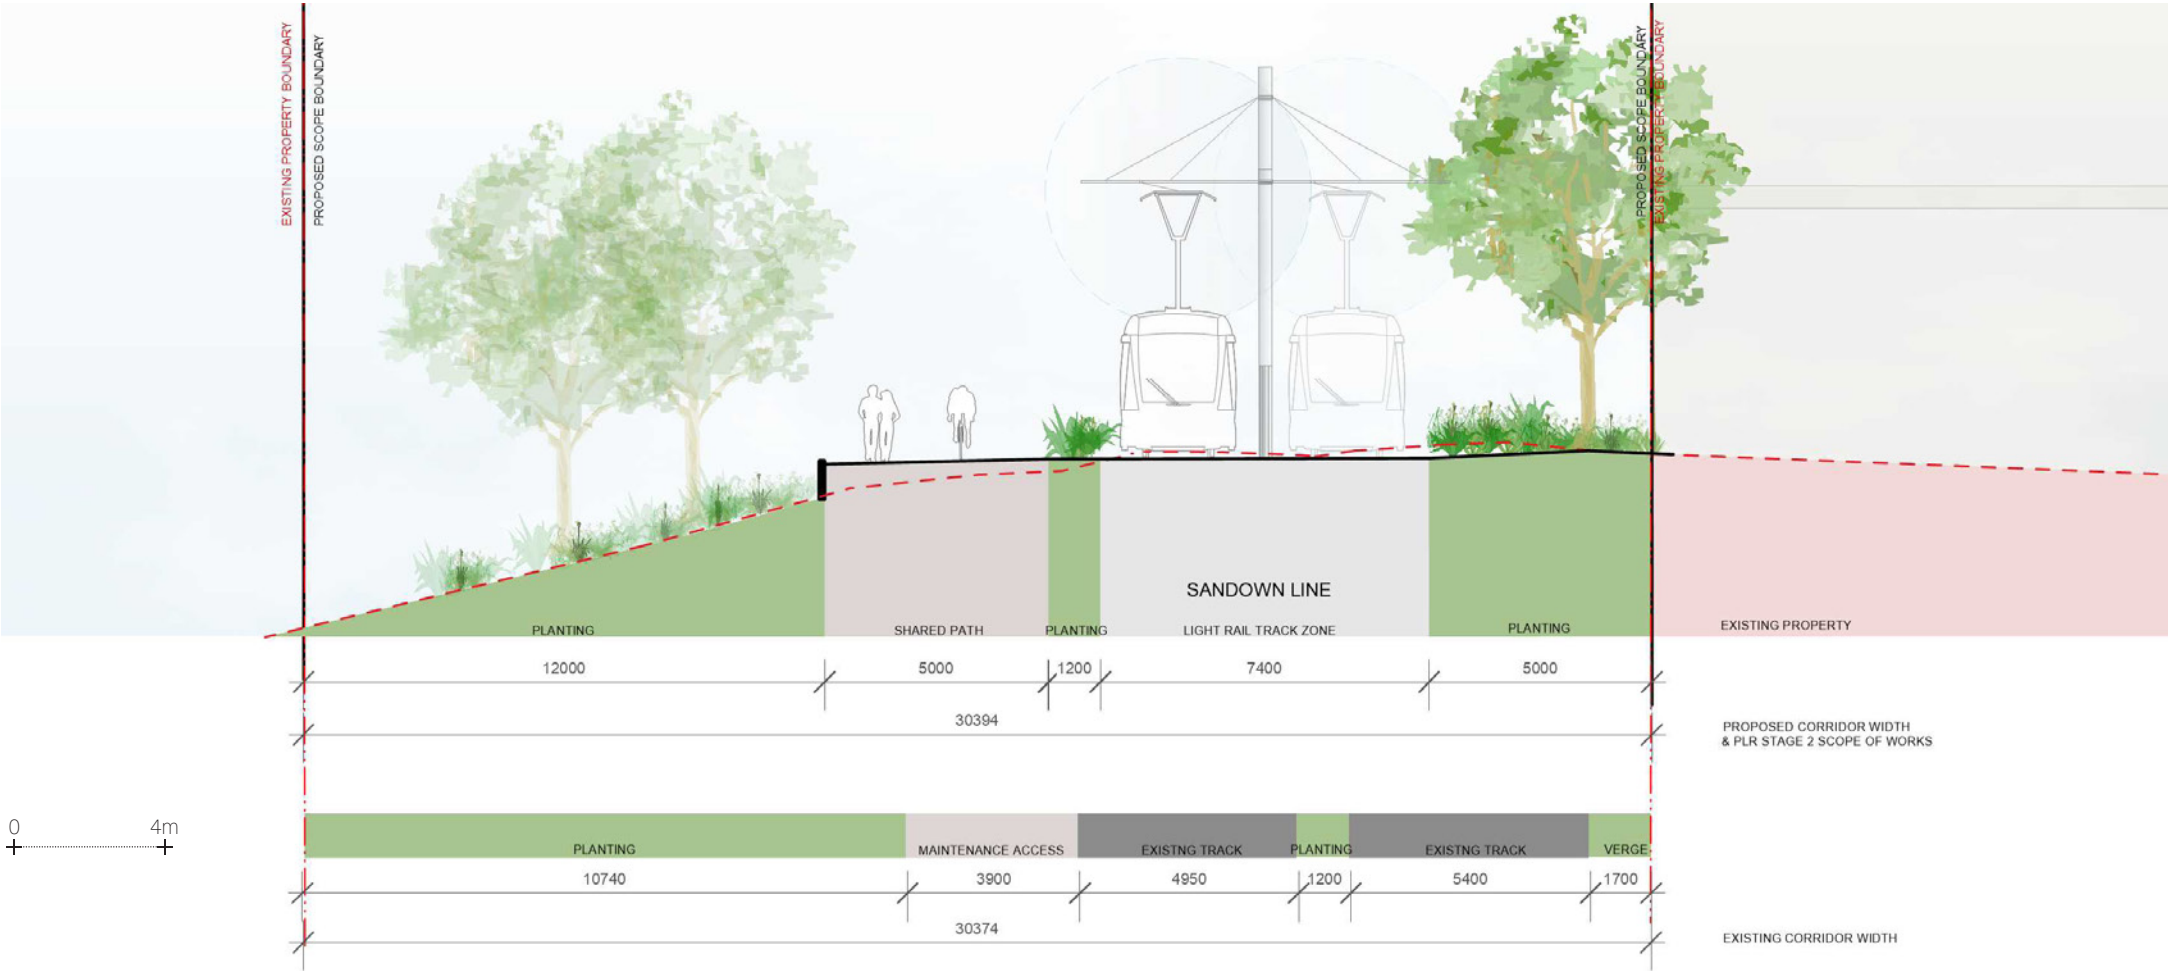 EXISTING PROPERTY BOUNDARY
PROPOSED SCOPE BOUNDARY
PROPOSED SCOPE BOUNDARY
EXISTING PROPERTY BOUNDARY
SANDOWN LINE
PLANTING
SHARED PATH
PLANTING
LIGHT RAIL TRACK ZONE
PLANTING
EXISTING PROPERTY
12000
5000
1200
7400
5000
30394
PROPOSED CORRIDOR WIDTH
& PLR STAGE 2 SCOPE OF WORKS
0
4m
PLANTING
MAINTENANCE ACCESS
EXISTNG TRACK
PLANTING
EXISTNG TRACK
VERGE
10740
3900
4950
1200
5400
1700
30374
EXISTING CORRIDOR WIDTH